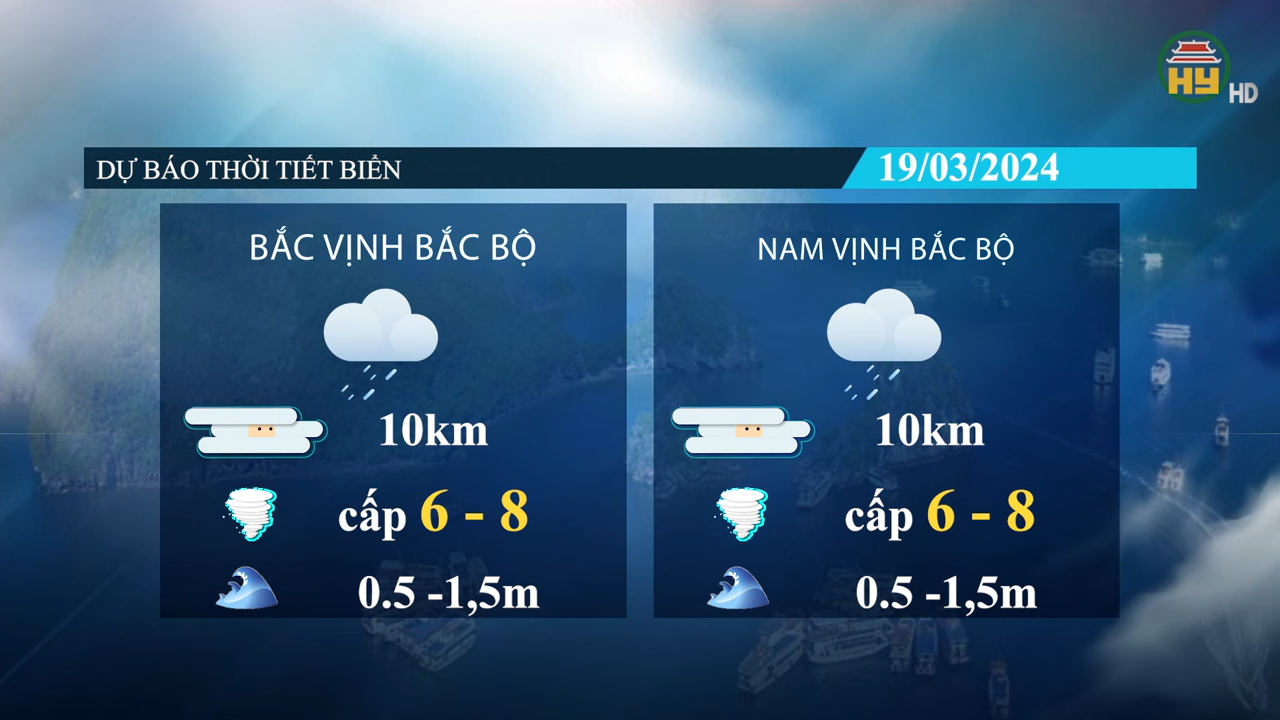 HY HD
DỰ BÁO THỜI TIẾT BIỂN
19/03/2024
BẮC VỊNH BẮC BỘ
10km
cấp 6 - 8
0.5 -1,5m
NAM VỊNH BẮC BỘ
10km
cấp 6 - 8
0.5 -1,5m